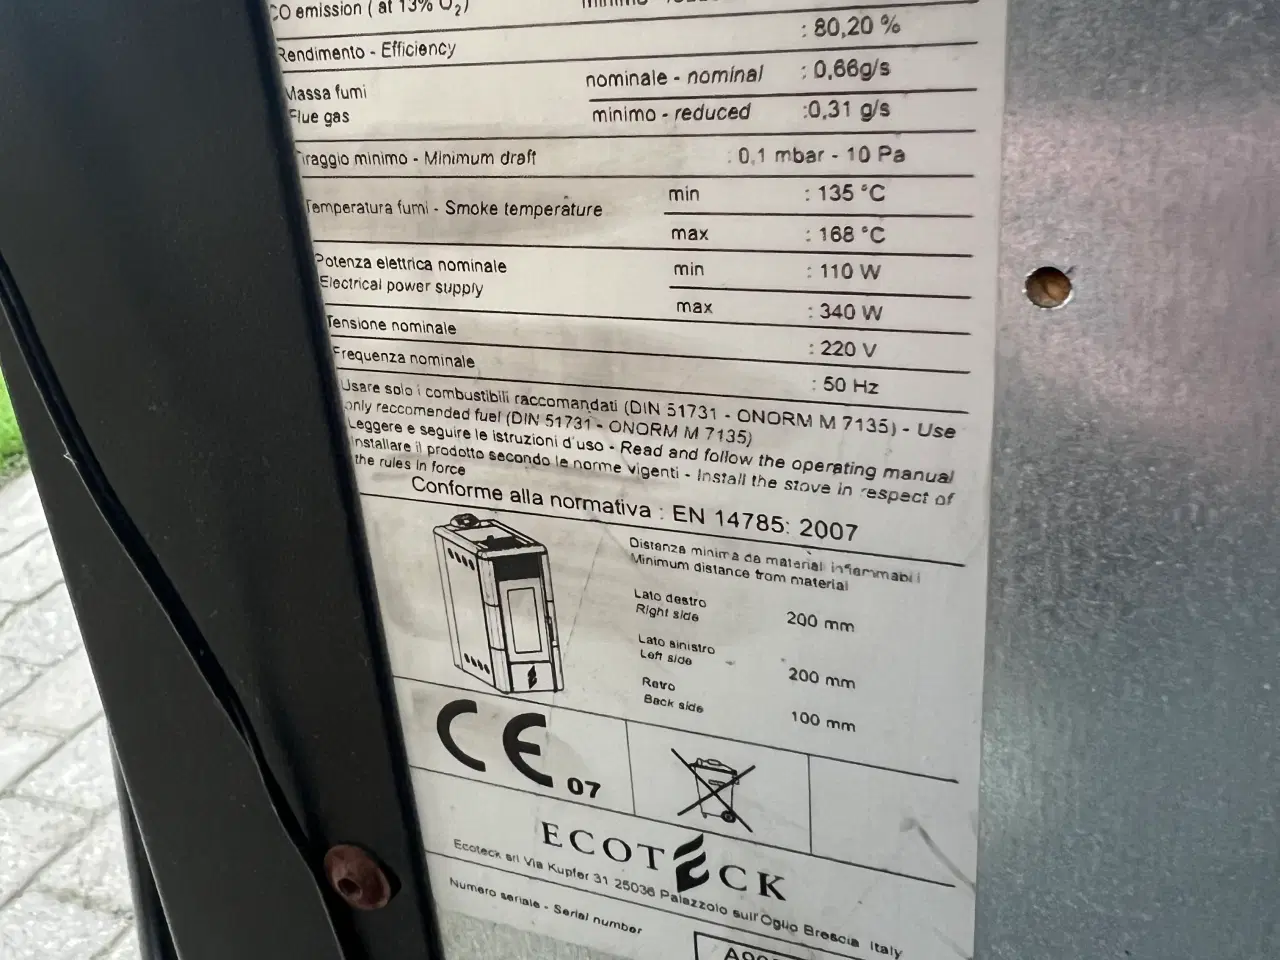 CO emission ( at 13% O₂)
Rendimento - Efficiency : 80,20 %
Massa fumi nominale - nominal : 0,66g/s
Flue gas minimo - reduced :0,31 g/s
Tiraggio minimo - Minimum draft : 0,1 mbar - 10 Pa
Temperatura fumi - Smoke temperature min : 135 °C
max : 168 °C
Potenza elettrica nominale min : 110 W
Electrical power supply max : 340 W
Tensione nominale : 220 V
Frequenza nominale : 50 Hz
Usare solo i combustibili raccomandati (DIN 51731 - ONORM M 7135) - Use
only reccomended fuel (DIN 51731 - ONORM M 7135)
Leggere e seguire le istruzioni d'uso - Read and follow the operating manual
Installare il prodotto secondo le norme vigenti - Install the stove in respect of
the rules in force
Conforme alla normativa : EN 14785: 2007
Distanza minima da materiali infiammabili
Minimum distance from material
Lato destro
Right side 200 mm
Lato sinistro
Left side 200 mm
Retro
Back side 100 mm
CE 07
ECOTECK
Ecoteck srl Via Kupfer 31 25036 Palazzolo sull'Oglio Brescia Italy
Numero seriale - Serial number